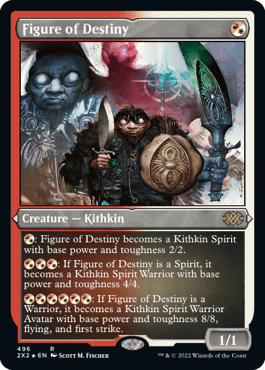 Figure of Destiny
Creature — Kithkin
: Figure of Destiny becomes a Kithkin Spirit
with base power and toughness 2/2.
: If Figure of Destiny is a Spirit, it
becomes a Kithkin Spirit Warrior with base
power and toughness 4/4.
: If Figure of Destiny is a
Warrior, it becomes a Kithkin Spirit Warrior
Avatar with base power and toughness 8/8,
flying, and first strike.
1/1
496 R
2X2 ★ EN SCOTT M. FISCHER
™ & © 2022 Wizards of the Coast